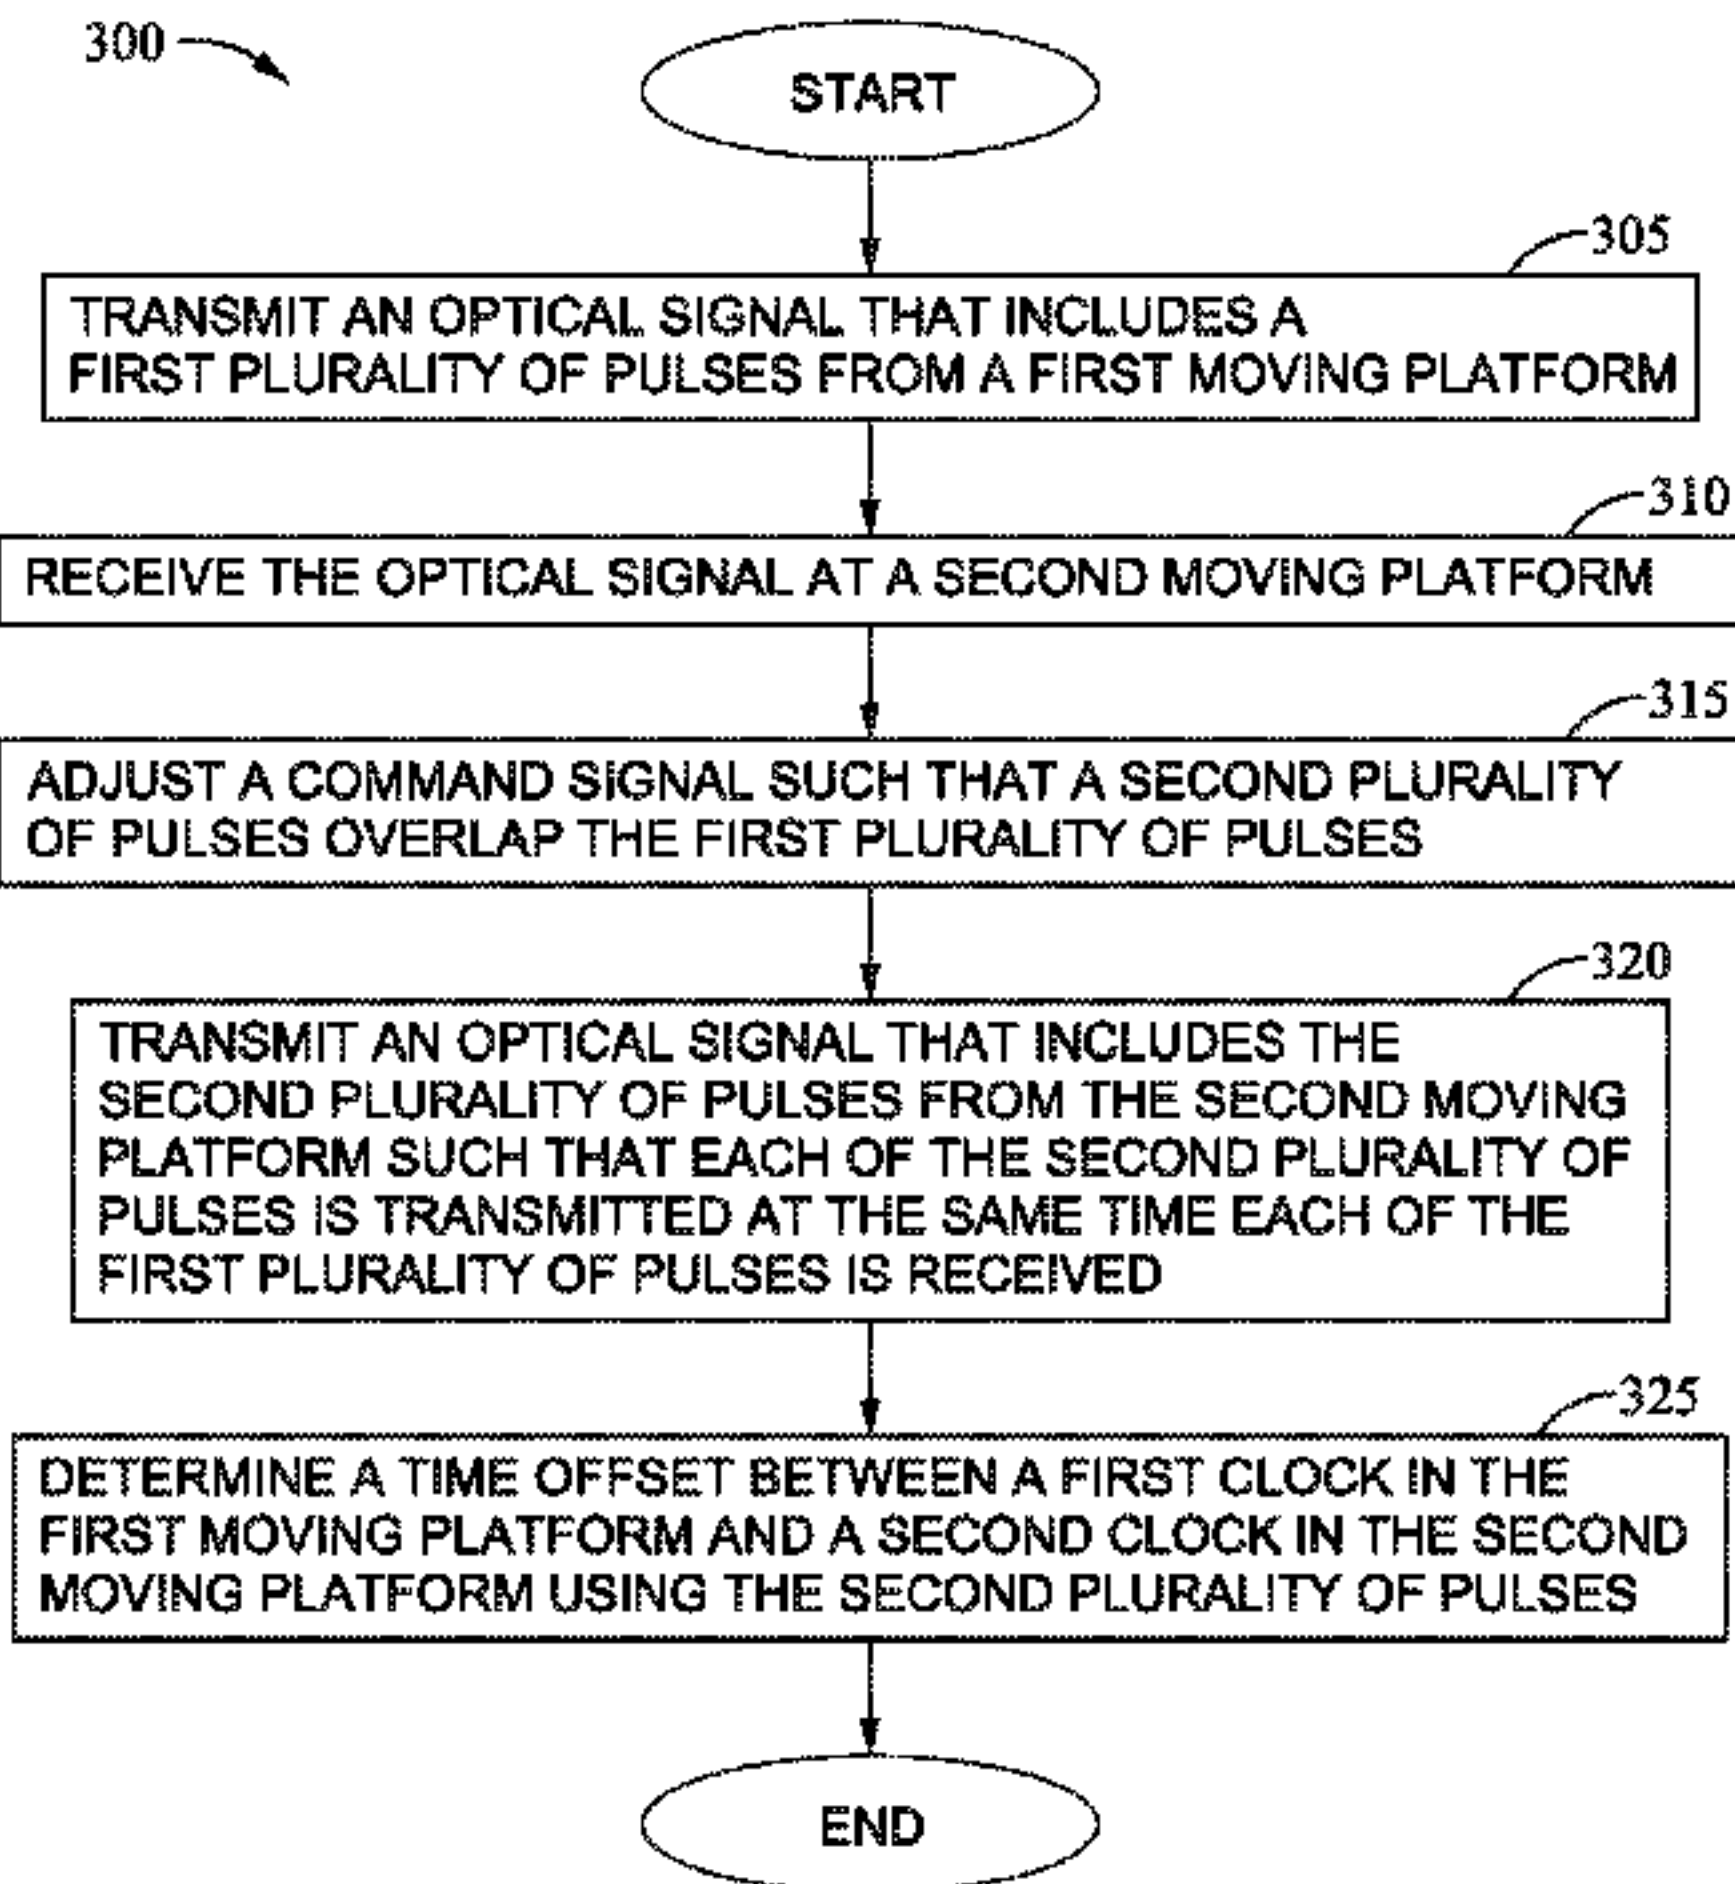 300
START
305
TRANSMIT AN OPTICAL SIGNAL THAT INCLUDES A
FIRST PLURALITY OF PULSES FROM A FIRST MOVING PLATFORM
310
RECEIVE THE OPTICAL SIGNAL AT A SECOND MOVING PLATFORM
315
ADJUST A COMMAND SIGNAL SUCH THAT A SECOND PLURALITY
OF PULSES OVERLAP THE FIRST PLURALITY OF PULSES
320
TRANSMIT AN OPTICAL SIGNAL THAT INCLUDES THE
SECOND PLURALITY OF PULSES FROM THE SECOND MOVING
PLATFORM SUCH THAT EACH OF THE SECOND PLURALITY OF
PULSES IS TRANSMITTED AT THE SAME TIME EACH OF THE
FIRST PLURALITY OF PULSES IS RECEIVED
325
DETERMINE A TIME OFFSET BETWEEN A FIRST CLOCK IN THE
FIRST MOVING PLATFORM AND A SECOND CLOCK IN THE SECOND
MOVING PLATFORM USING THE SECOND PLURALITY OF PULSES
END